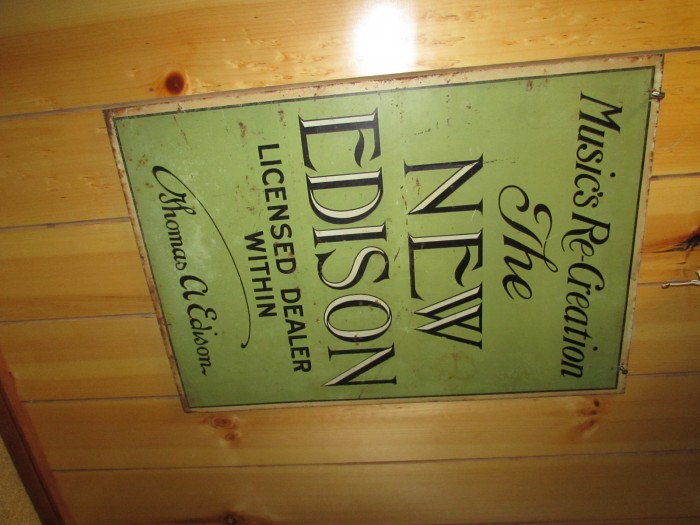 Music's Re-Creation
The
NEW
EDISON
LICENSED DEALER
WITHIN
Thomas A Edison